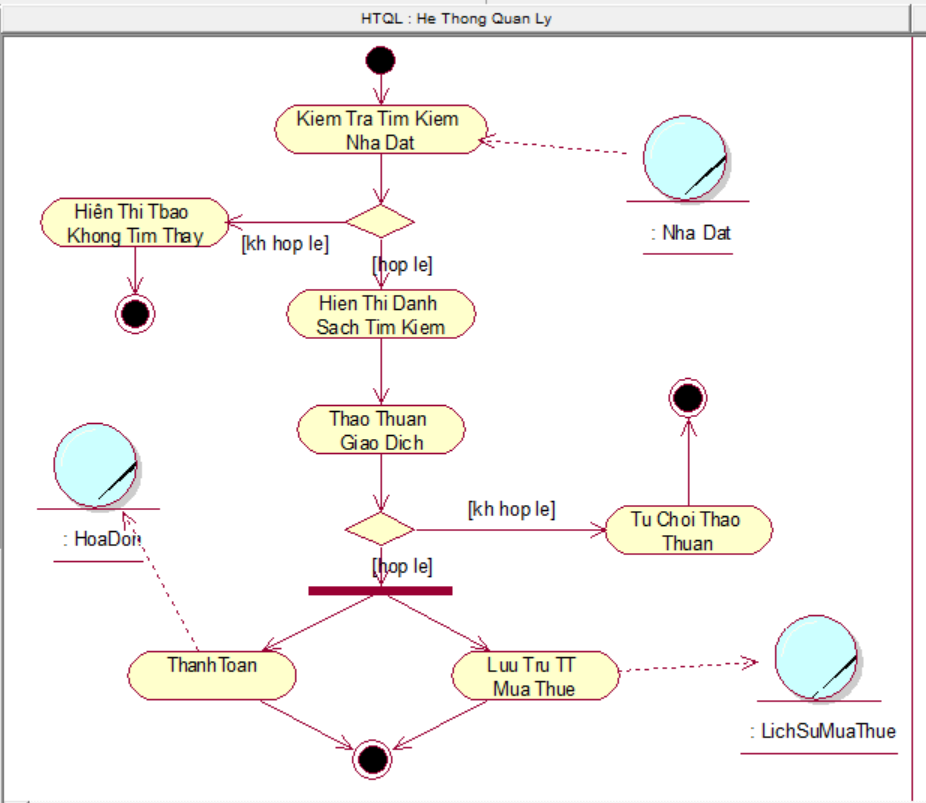 HTQL : He Thong Quan Ly
Kiem Tra Tim Kiem
Nha Dat
: Nha Dat
Hiên Thi Tbao
Khong Tim Thay
[kh hop le]
[hop le]
Hien Thi Danh
Sach Tim Kiem
Thao Thuan
Giao Dich
: HoaDon
[kh hop le]
Tu Choi Thao
Thuan
[hop le]
ThanhToan
Luu Tru TT
Mua Thue
: LichSuMuaThue